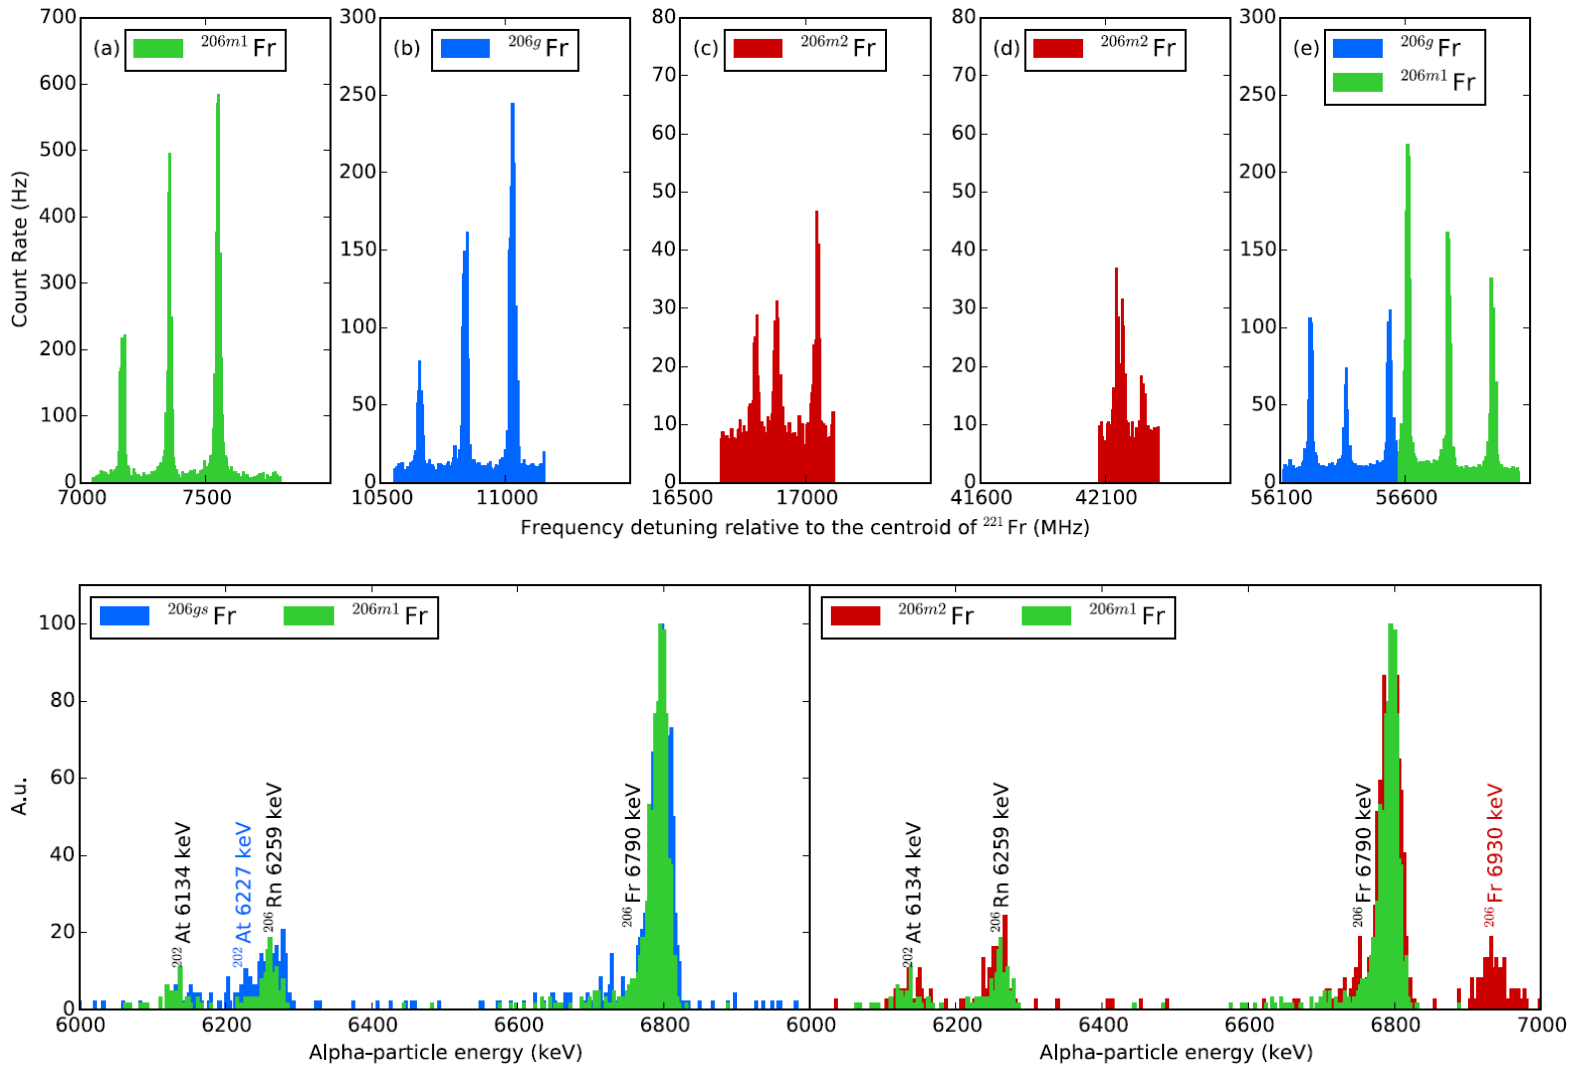 (a) 206m1 Fr
(b) 206g Fr
(c) 206m2 Fr
(d) 206m2 Fr
(e) 206g Fr
206m1 Fr
Count Rate (Hz)
700
600
500
400
300
200
100
0
7000 7500
300
250
200
150
100
50
0
10500 11000
80
70
60
50
40
30
20
10
0
16500 17000
80
70
60
50
40
30
20
10
0
41600 42100
300
250
200
150
100
50
0
56100 56600
Frequency detuning relative to the centroid of 221 Fr (MHz)
206gs Fr 206m1 Fr
206m2 Fr 206m1 Fr
A.u.
100
80
60
40
20
0
202 At 6134 keV
202 At 6227 keV
206 Rn 6259 keV
206 Fr 6790 keV
202 At 6134 keV
206 Rn 6259 keV
206 Fr 6790 keV
206 Fr 6930 keV
6000 6200 6400 6600 6800 6000 6200 6400 6600 6800 7000
Alpha-particle energy (keV) Alpha-particle energy (keV)